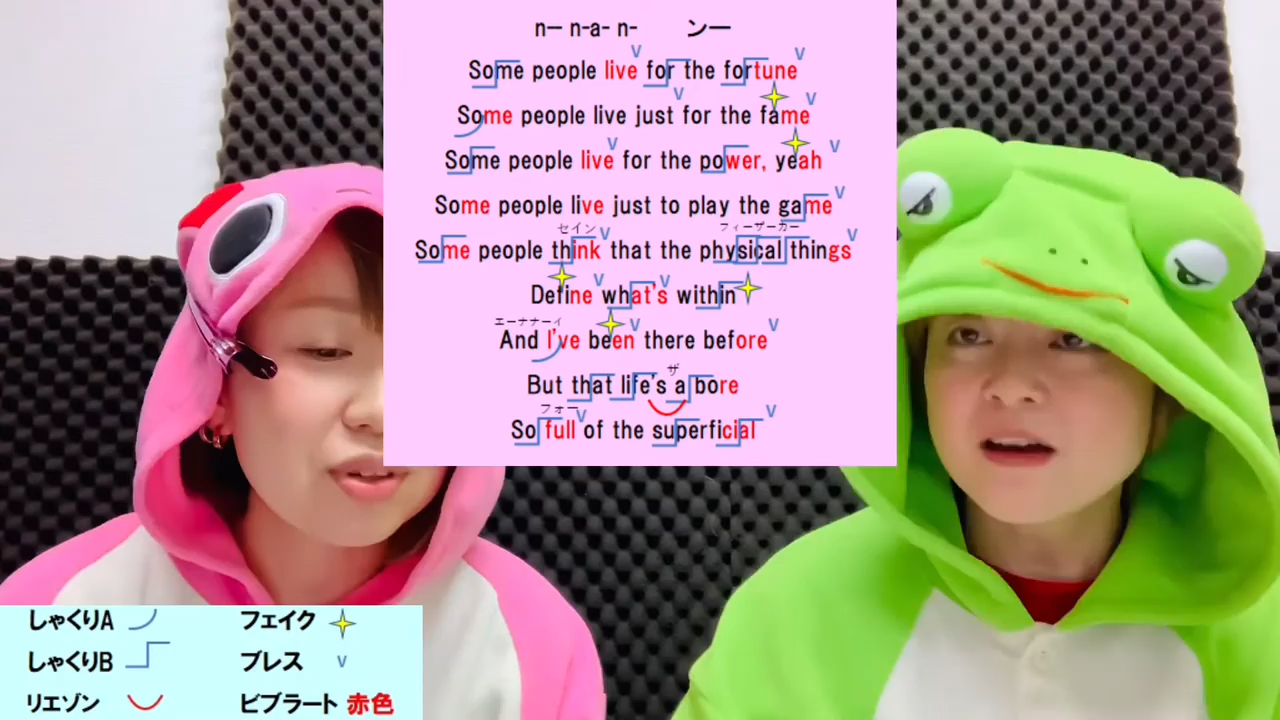 n- n-a- n- ンー
Some people live for the fortune
Some people live just for the fame
Some people live for the power, yeah
Some people live just to play the game
セイン フィーザーカー
Some people think that the physical things
Define what's within
エーナナーイ
And I've been there before
ザ
But that life's a bore
フォー
So full of the superficial
しゃくりA フェイク
しゃくりB ブレス v
リエゾン ビブラート 赤色